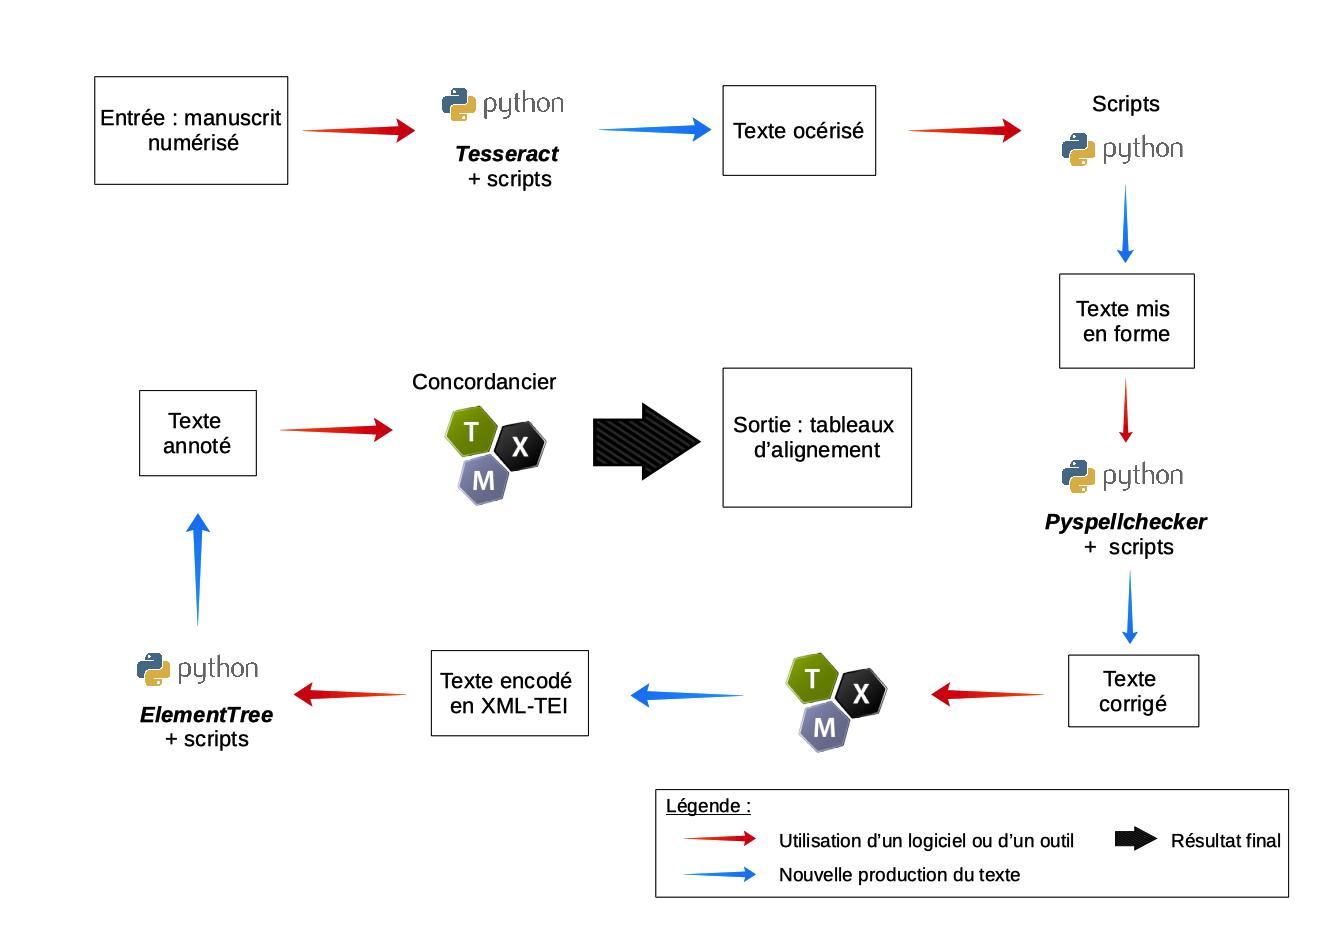 Entrée : manuscrit
numérisé
python
Tesseract
+ scripts
Texte océrisé
Scripts
python
Texte mis
en forme
python
Pyspellchecker
+ scripts
Texte
corrigé
T
X
M
Texte encodé
en XML-TEI
python
ElementTree
+ scripts
Texte
annoté
Concordancier
T
X
M
Sortie : tableaux
d'alignement
Légende :
Utilisation d'un logiciel ou d'un outil
Résultat final
Nouvelle production du texte